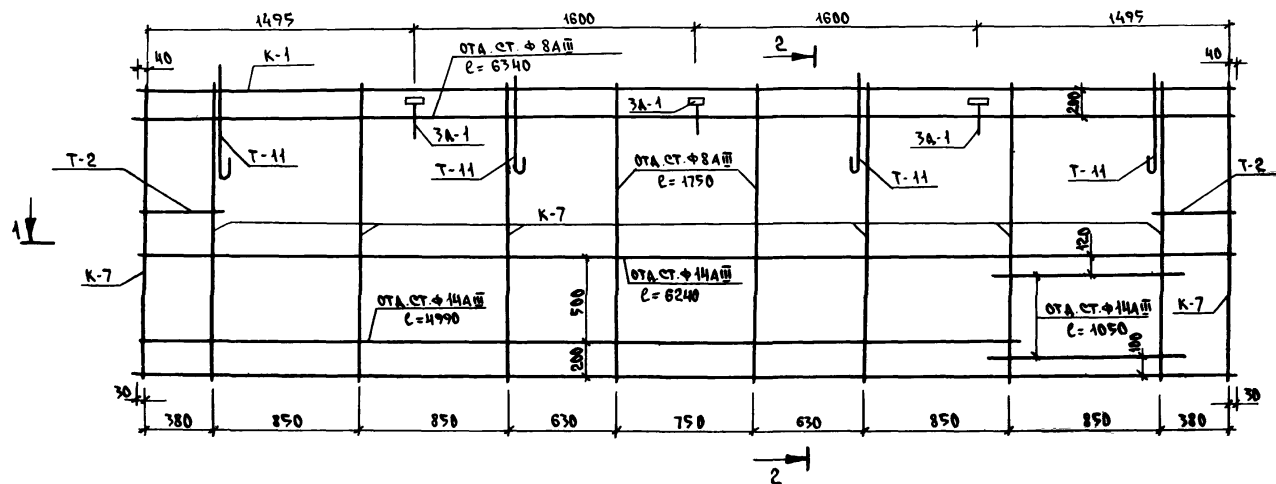 1495 1600 1600 1495
40 К-1 ОТД. СТ. Ф 8АIII 2 40
ℓ= 6340
ЗД-1 200
ЗД-1 ЗД-1
Т-2 Т-11 Т-11 ОТД. СТ. Ф 8АIII Т-11 Т-11 Т-2
ℓ= 1750
1 К-7 120
К-7 500 ОТД. СТ. Ф 14АIII К-7
ℓ= 6240
ОТД. СТ. Ф 14АIII ОТД. СТ. Ф 14АIII
ℓ= 4990 ℓ= 1050
200 100
30 30
380 850 850 630 750 630 850 850 380
2